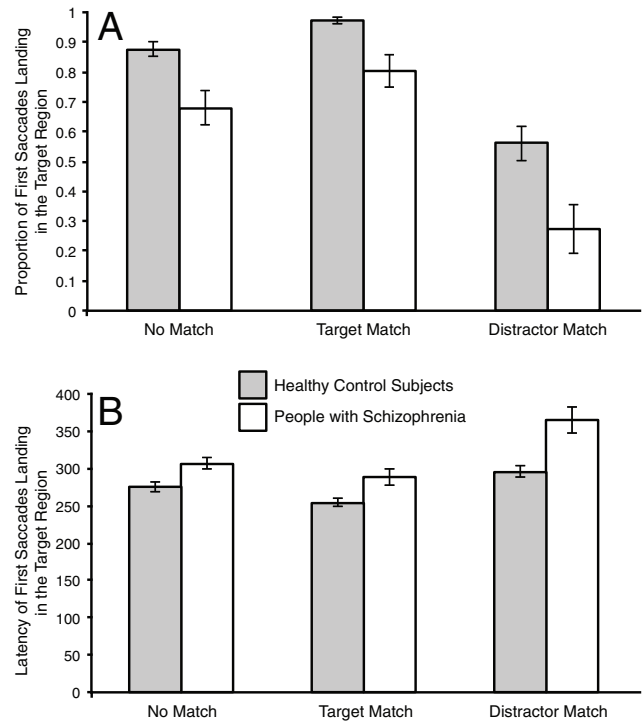 A
Proportion of First Saccades Landing
in the Target Region
1
0.9
0.8
0.7
0.6
0.5
0.4
0.3
0.2
0.1
0
No Match
Target Match
Distractor Match
B
Healthy Control Subjects
People with Schizophrenia
Latency of First Saccades Landing
in the Target Region
400
350
300
250
200
150
100
50
0
No Match
Target Match
Distractor Match